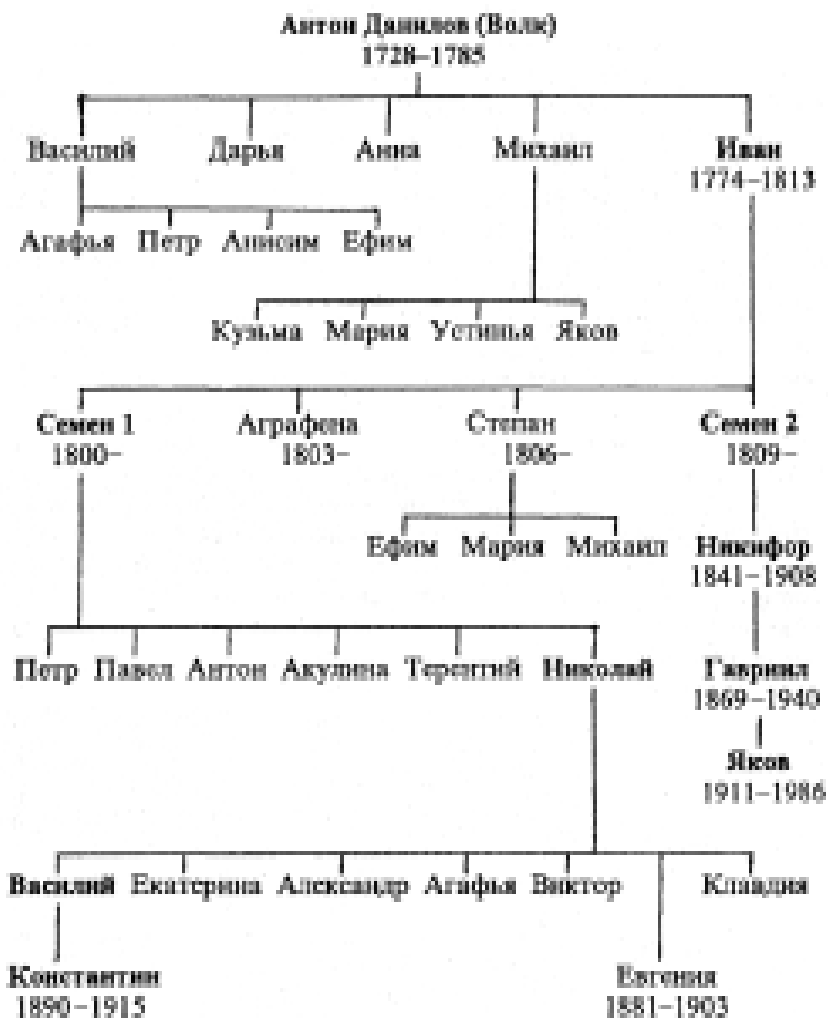 Антон Данилов (Волк)
1728–1785
Василий Дарья Анна Михаил Иван
1774–1813
Агафья Петр Анисим Ефим
Кузьма Мария Устинья Яков
Семен 1 Аграфена Степан Семен 2
1800– 1803– 1806– 1809–
Ефим Мария Михаил Никифор
1841–1908
Петр Павел Антон Акулина Терентий Николай Гавриил
1869–1940
Яков
1911–1986
Василий Екатерина Александр Агафья Виктор Клавдия
Константин Евгения
1890–1915 1881–1903